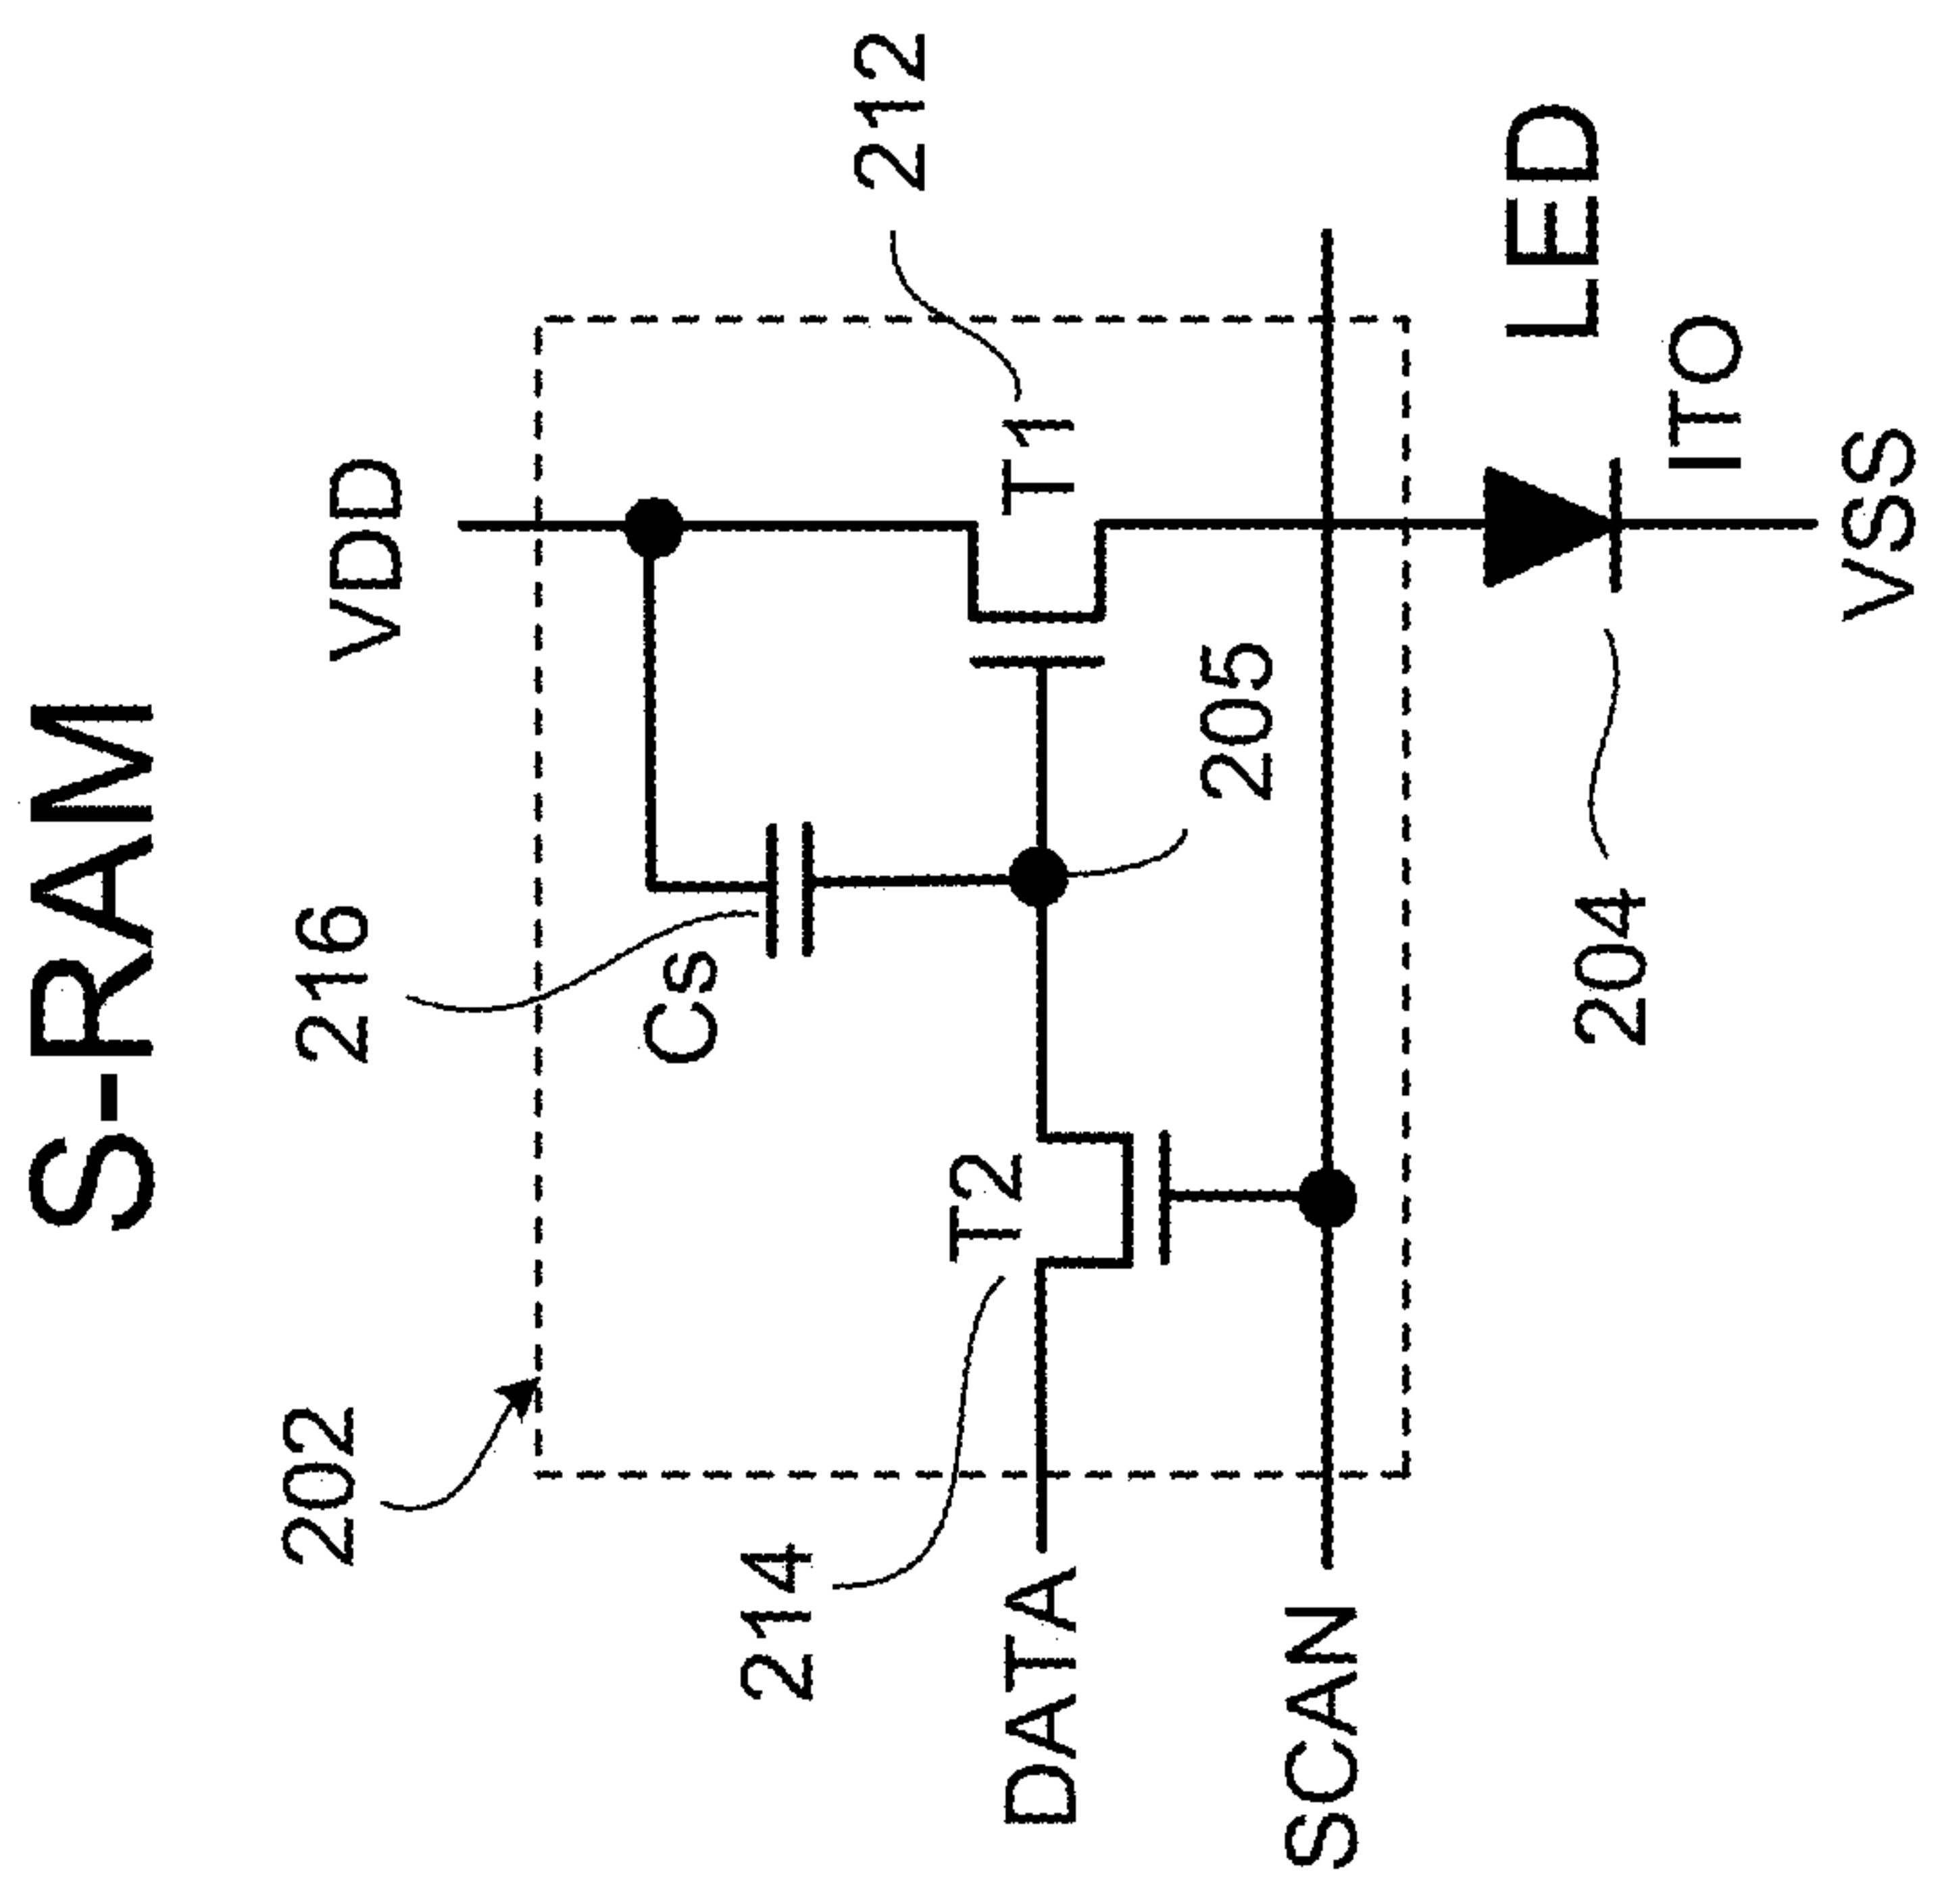 S-RAM
202
216
VDD
212
214
Cs
T2
T1
DATA
205
SCAN
204
LED
ITO
VSS